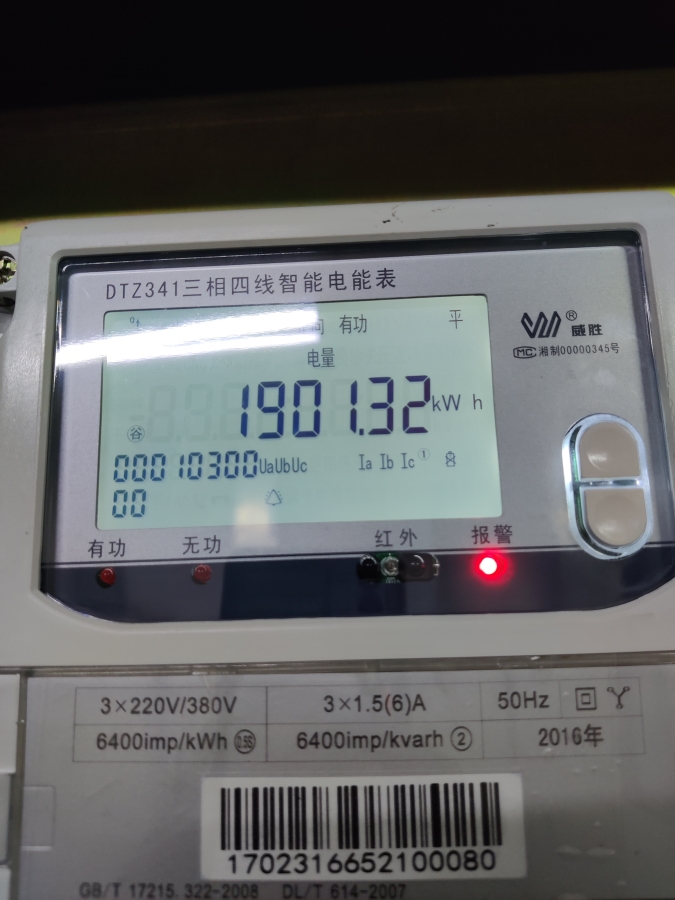 DTZ341三相四线智能电能表
向 有功 平
威胜®
MC 湘制00000345号
电量
1901.32 kWh
谷
00010300 UaUbUc Ia Ib Ic ①
00
有功 无功 红外 报警
3×220V/380V 3×1.5(6)A 50Hz
6400imp/kWh 0.5S 6400imp/kvarh ② 2016年
1702316652100080
GB/T 17215.322-2008 DL/T 614-2007